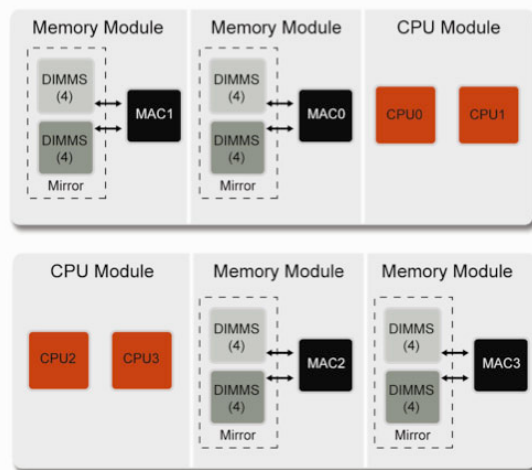 Memory Module
Memory Module
CPU Module
DIMMS
(4)
MAC1
DIMMS
(4)
Mirror
DIMMS
(4)
MAC0
DIMMS
(4)
Mirror
CPU0
CPU1
CPU Module
Memory Module
Memory Module
CPU2
CPU3
DIMMS
(4)
MAC2
DIMMS
(4)
Mirror
DIMMS
(4)
MAC3
DIMMS
(4)
Mirror